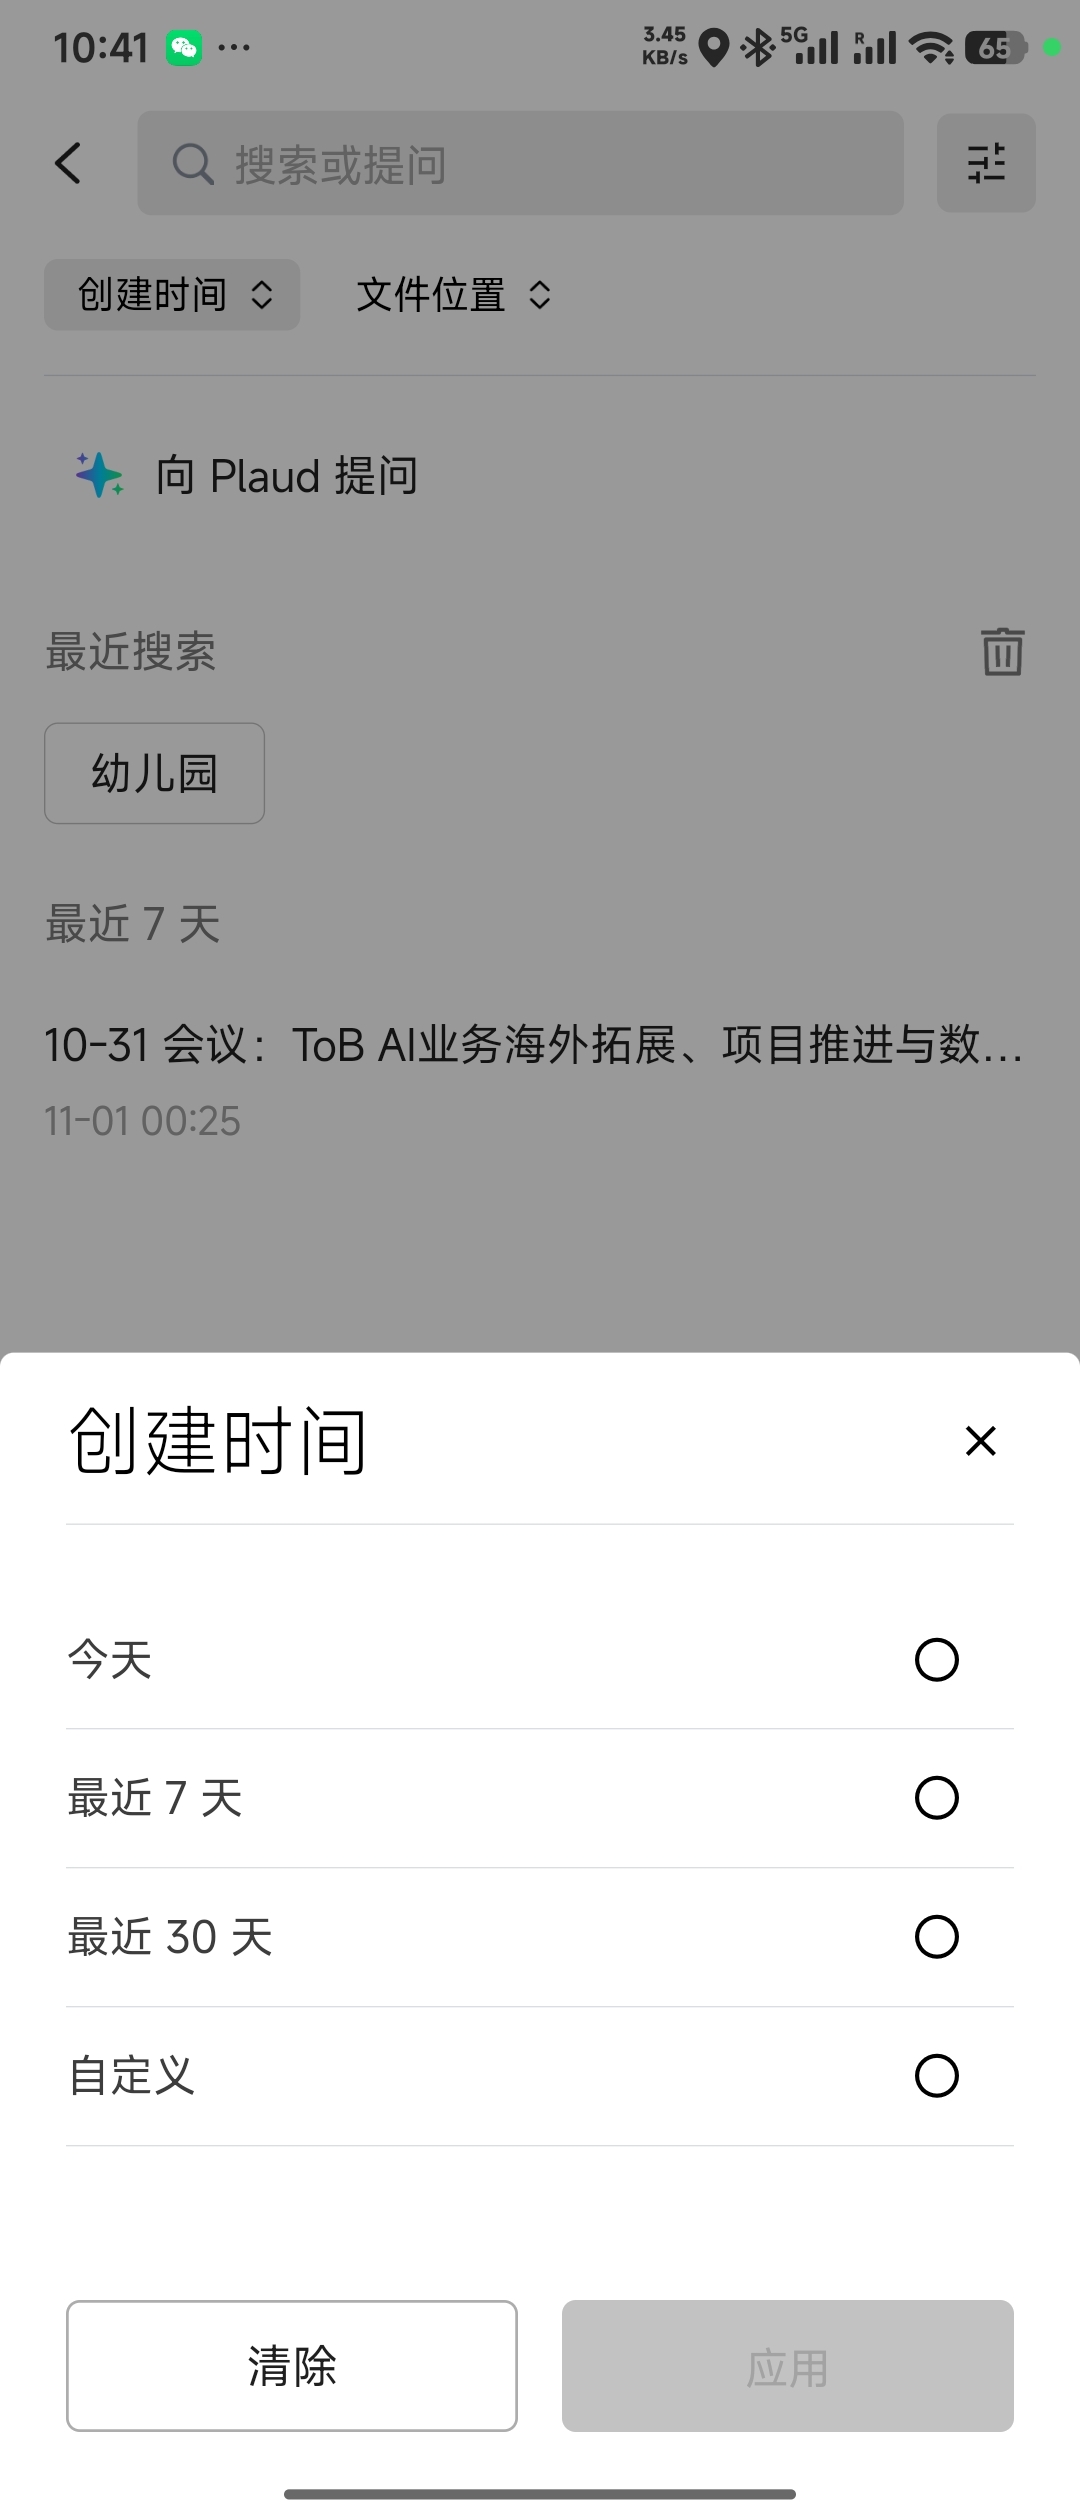 10:41
3.45 KB/s
5G
R
65
搜索或提问
创建时间
文件位置
向 Plaud 提问
最近搜索
幼儿园
最近 7 天
10-31 会议: ToB AI业务海外拓展、项目推进与数...
11-01 00:25
创建时间
今天
最近 7 天
最近 30 天
自定义
清除
应用